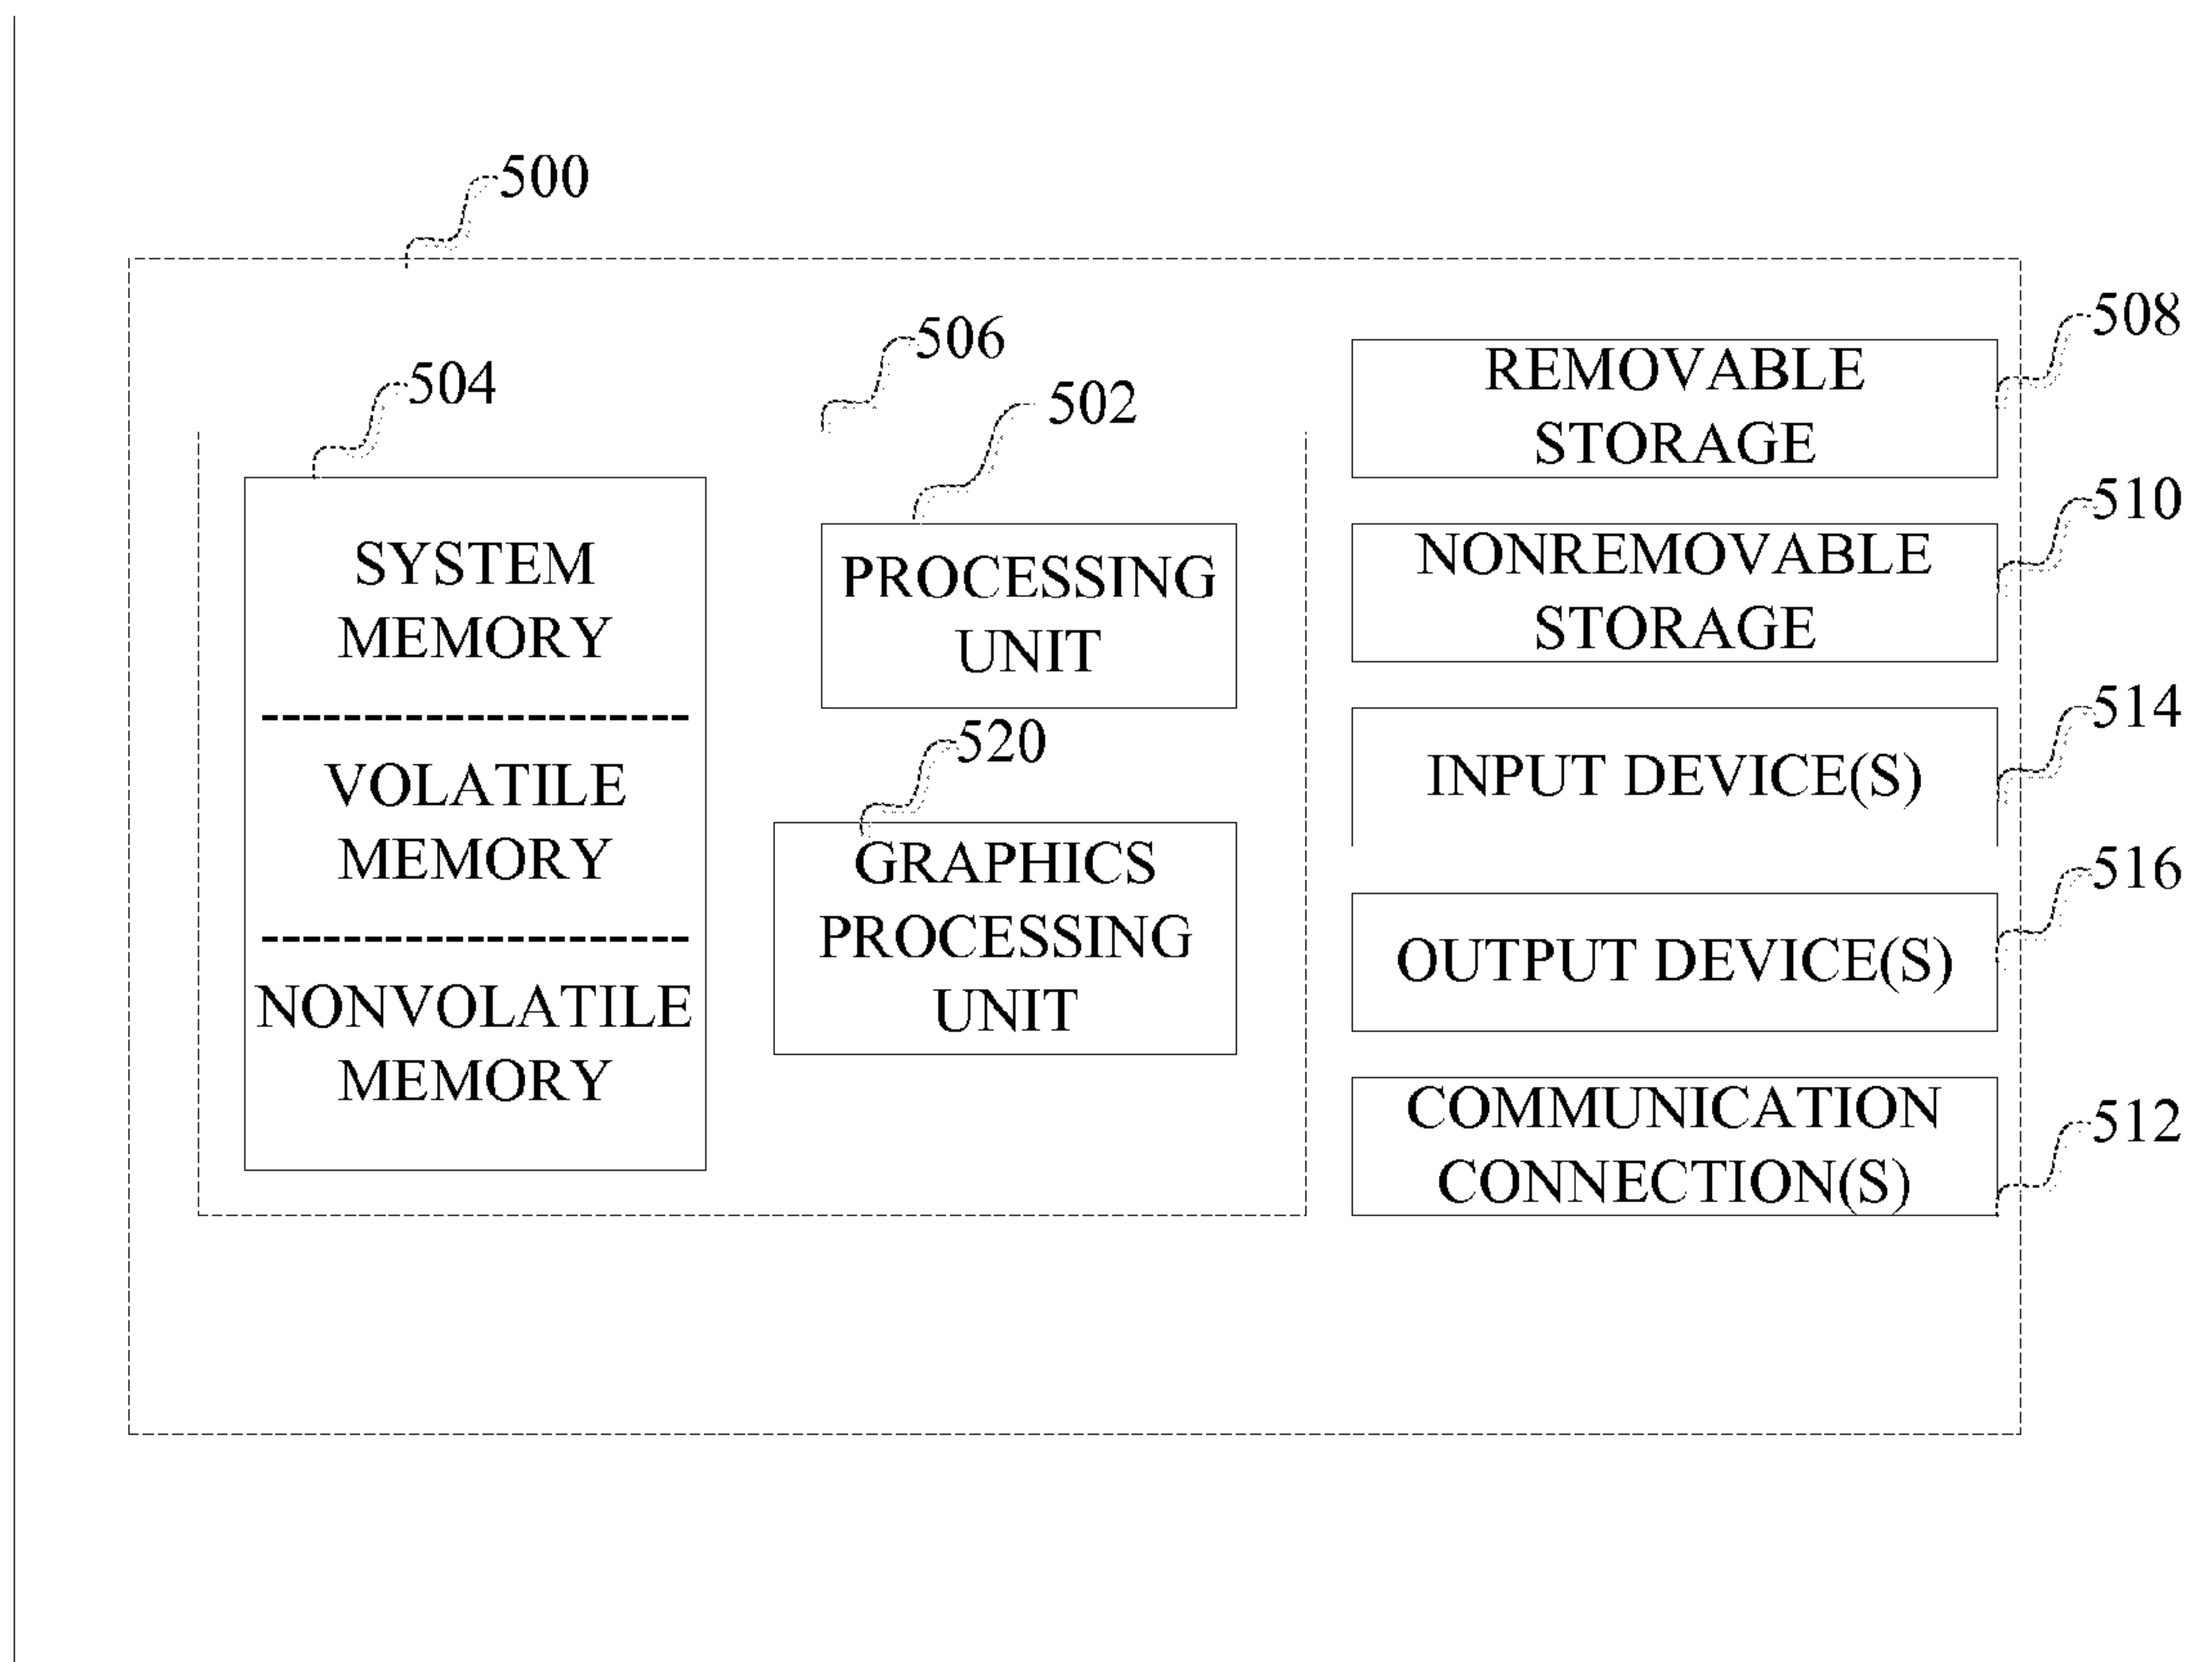 500
506
504
502
SYSTEM
MEMORY
VOLATILE
MEMORY
NONVOLATILE
MEMORY
PROCESSING
UNIT
520
GRAPHICS
PROCESSING
UNIT
508
REMOVABLE
STORAGE
510
NONREMOVABLE
STORAGE
514
INPUT DEVICE(S)
516
OUTPUT DEVICE(S)
512
COMMUNICATION
CONNECTION(S)